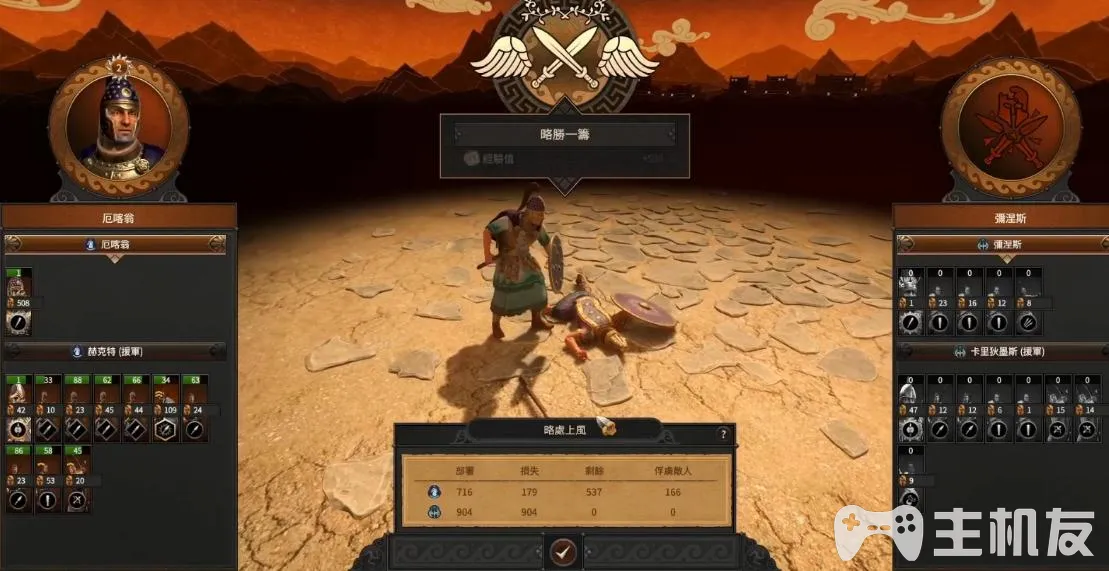 2
略勝一籌
經驗值
厄喀翁
厄喀翁
1
508
赫克特 (援軍)
1 33 88 62 66 34 63
42 10 23 45 44 109 24
86 58 45
23 53 20
彌涅斯
彌涅斯
0 0 0 0 0
1 23 16 12 8
卡里狄墨斯 (援軍)
0 0 0 0 0 0 0
47 12 12 6 1 15 14
0
9
略處上風
?
部署 損失 剩餘 俘虜敵人
716 179 537 166
904 904 0 0
主机友